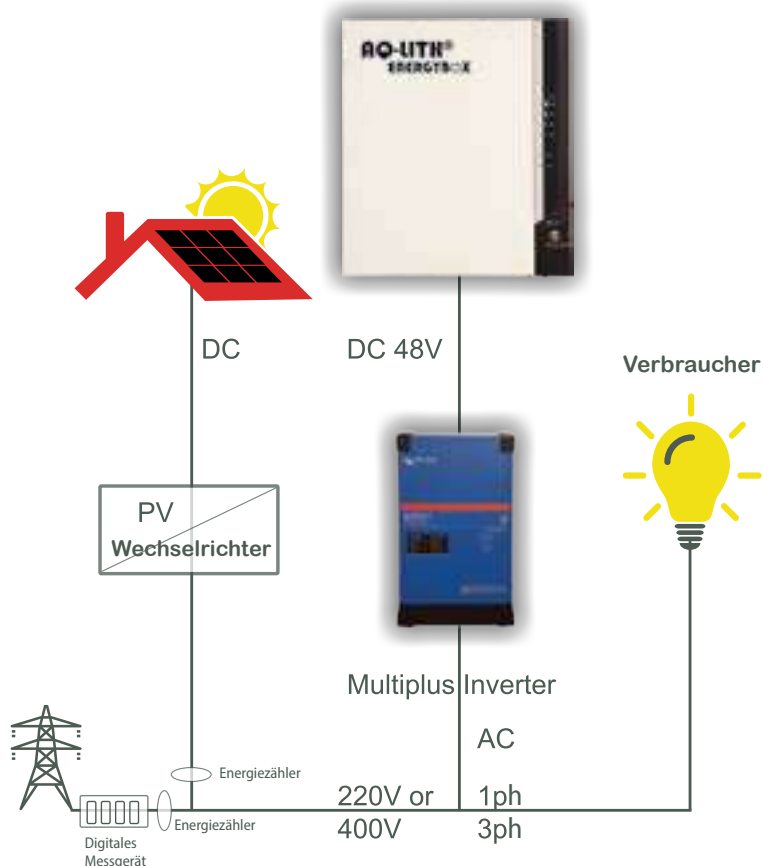 AQ-LITH®
ENERGYBOX
DC
DC 48V
Verbraucher
PV
Wechselrichter
Multiplus Inverter
AC
Energiezähler
220V or 1ph
400V 3ph
Energiezähler
Digitales
Messgerät